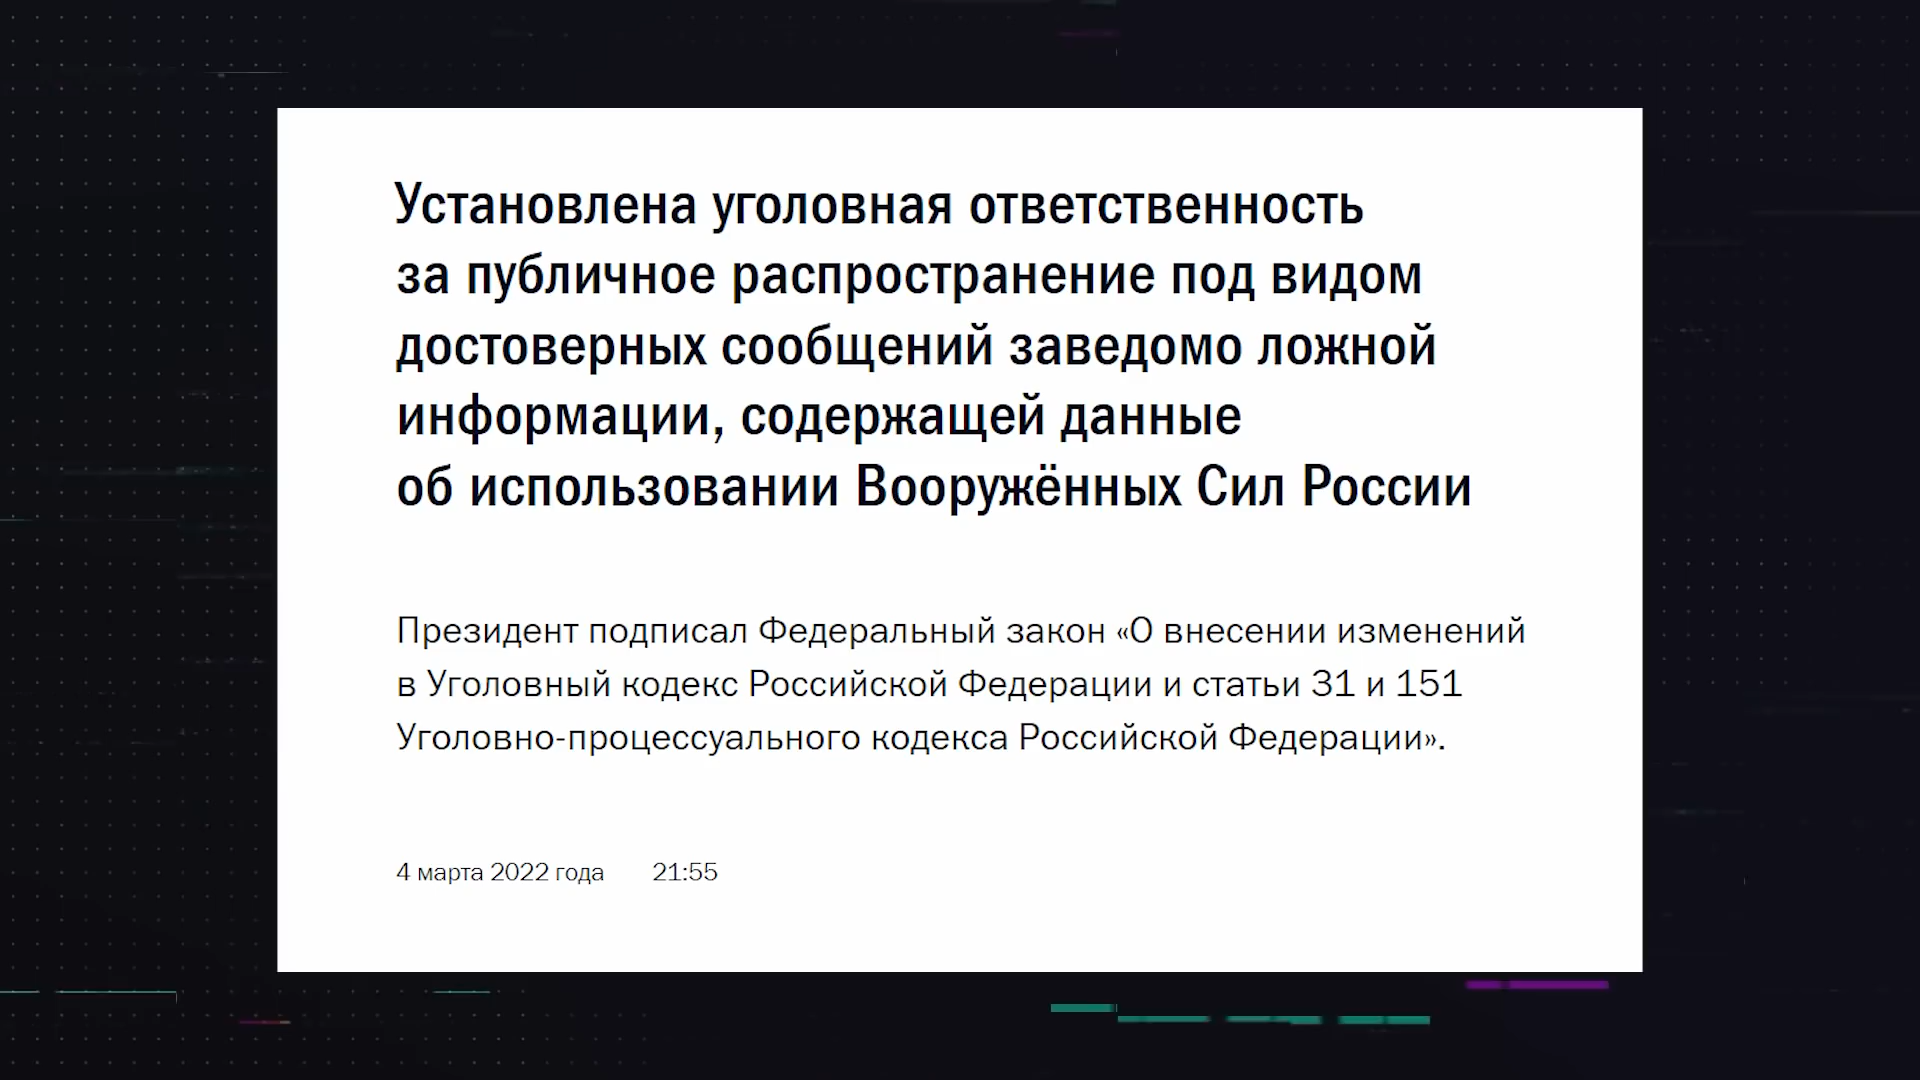 Установлена уголовная ответственность
за публичное распространение под видом
достоверных сообщений заведомо ложной
информации, содержащей данные
об использовании Вооружённых Сил России
Президент подписал Федеральный закон «О внесении изменений
в Уголовный кодекс Российской Федерации и статьи 31 и 151
Уголовно-процессуального кодекса Российской Федерации».
4 марта 2022 года 21:55